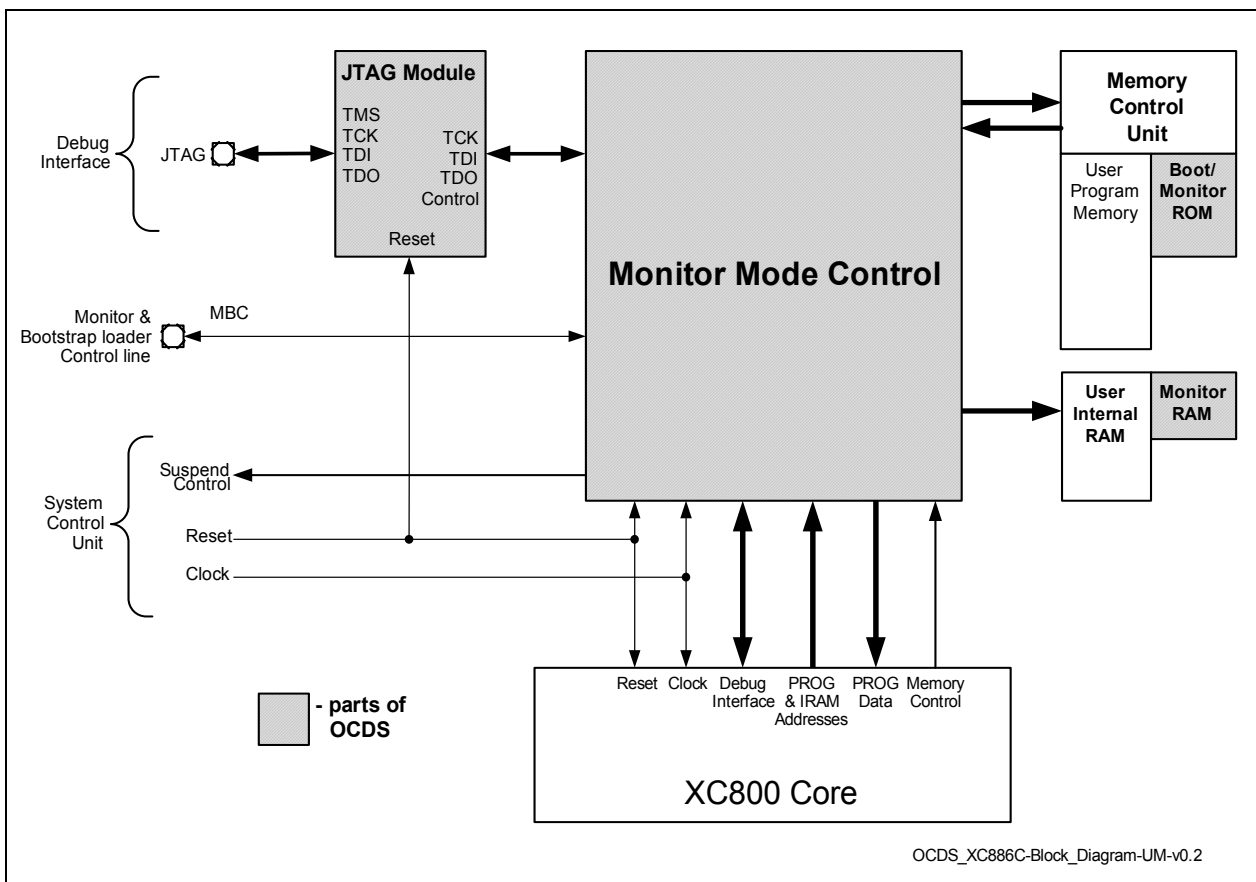 JTAG Module
TMS
TCK
TDI
TDO
TCK
TDI
TDO
Control
Reset
Debug
Interface
JTAG
Monitor Mode Control
Memory
Control
Unit
User
Program
Memory
Boot/
Monitor
ROM
Monitor &
Bootstrap loader
Control line
MBC
User
Internal
RAM
Monitor
RAM
System
Control
Unit
Suspend
Control
Reset
Clock
Reset
Clock
Debug
Interface
PROG
& IRAM
Addresses
PROG
Data
Memory
Control
- parts of
OCDS
XC800 Core
OCDS_XC886C-Block_Diagram-UM-v0.2